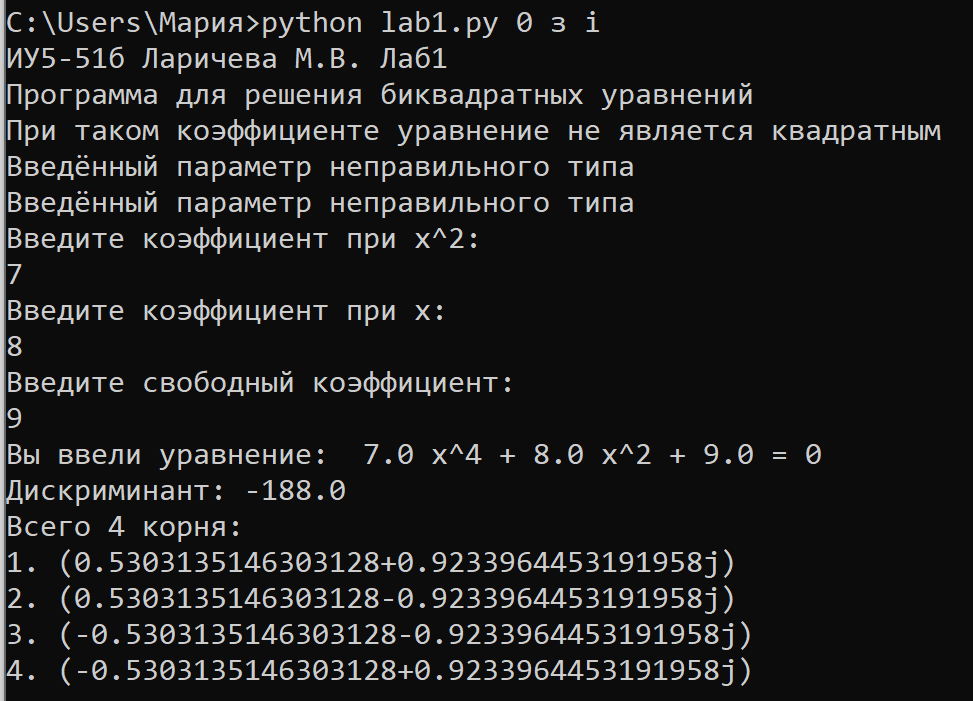 C:\Users\Мария>python lab1.py 0 з i
ИУ5-51б Ларичева М.В. Лаб1
Программа для решения биквадратных уравнений
При таком коэффициенте уравнение не является квадратным
Введённый параметр неправильного типа
Введённый параметр неправильного типа
Введите коэффициент при x^2:
7
Введите коэффициент при x:
8
Введите свободный коэффициент:
9
Вы ввели уравнение:  7.0 x^4 + 8.0 x^2 + 9.0 = 0
Дискриминант: -188.0
Всего 4 корня:
1. (0.5303135146303128+0.9233964453191958j)
2. (0.5303135146303128-0.9233964453191958j)
3. (-0.5303135146303128-0.9233964453191958j)
4. (-0.5303135146303128+0.9233964453191958j)